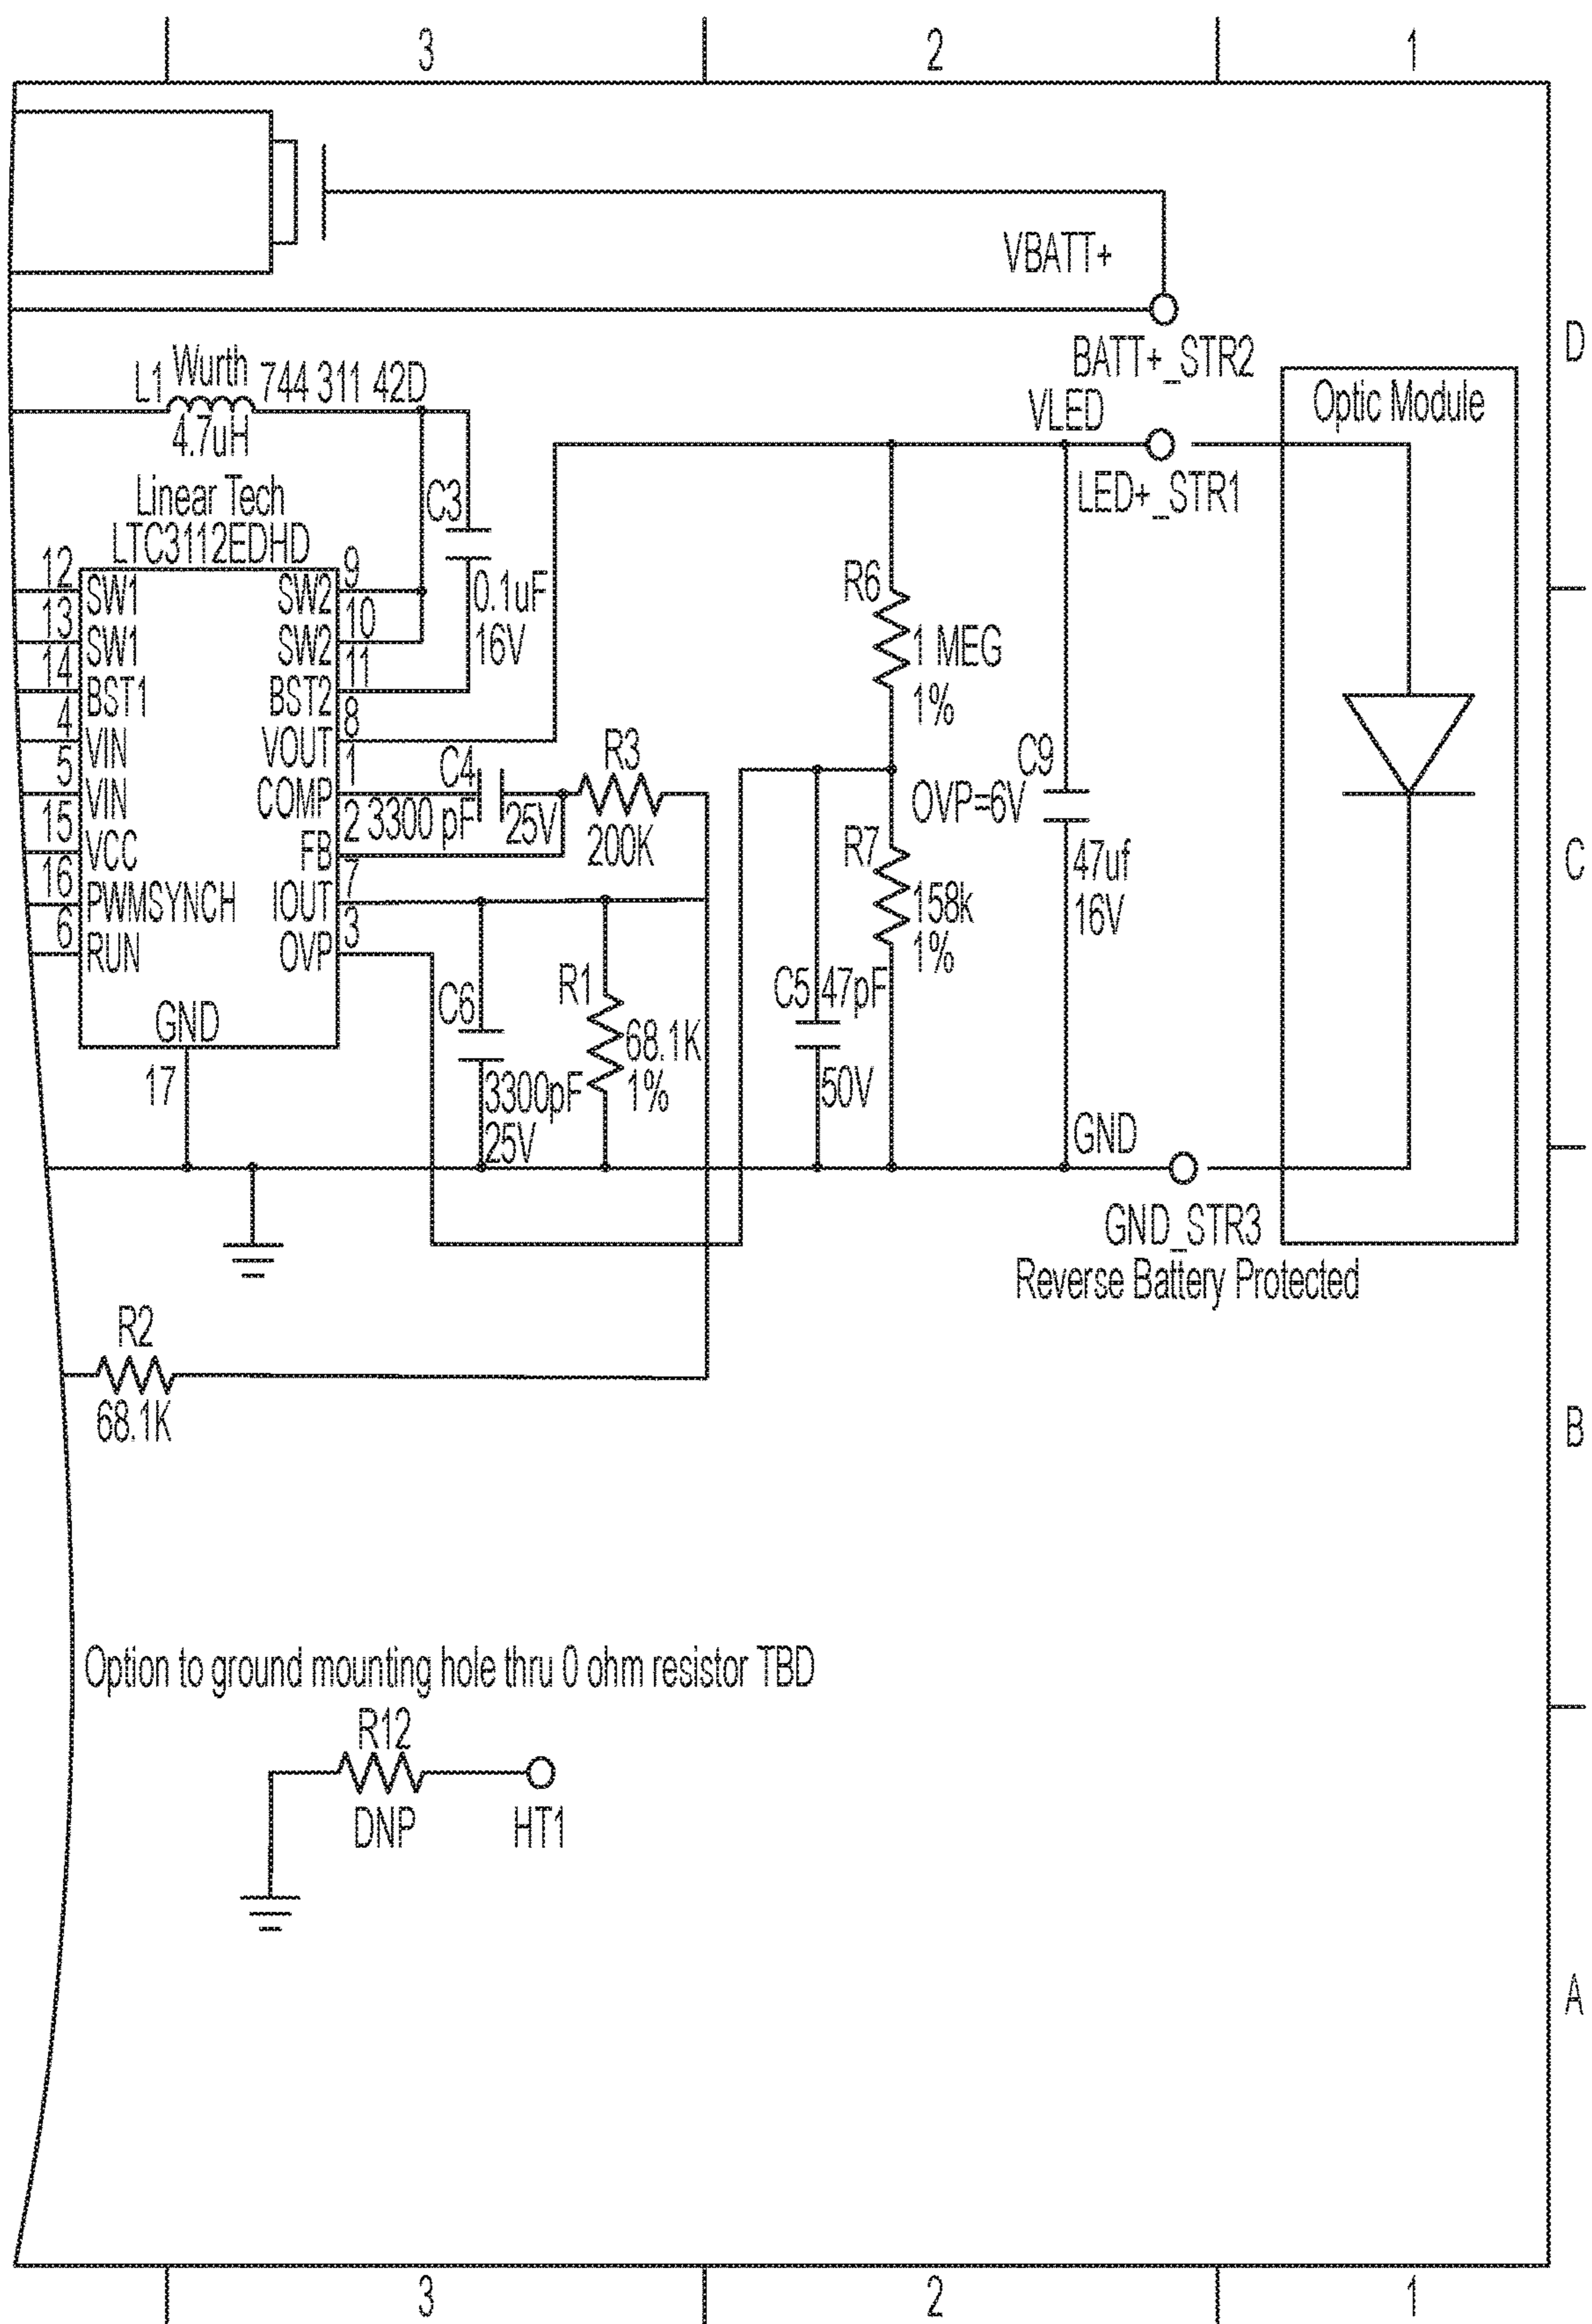 3 2 1
VBATT+
D
BATT+_STR2
L1 Wurth 744 311 42D
4.7uH
VLED
Optic Module
LED+_STR1
Linear Tech
LTC3112EDHD
C3
0.1uF
16V
12 SW1 SW2 9
13 SW1 SW2 10
14 BST1 BST2 11
4 VIN VOUT 8
5 VIN COMP 1
15 VCC FB 2
16 PWMSYNCH IOUT 7
6 RUN OVP 3
GND
17
R6
1 MEG
1%
C4
3300 pF 25V
R3
200K
OVP=6V
C9
47uf
16V
C
R7
158k
1%
C6
3300pF
25V
R1
68.1K
1%
C5 47pF
50V
GND
GND_STR3
Reverse Battery Protected
R2
68.1K
B
Option to ground mounting hole thru 0 ohm resistor TBD
R12
DNP HT1
A
3 2 1